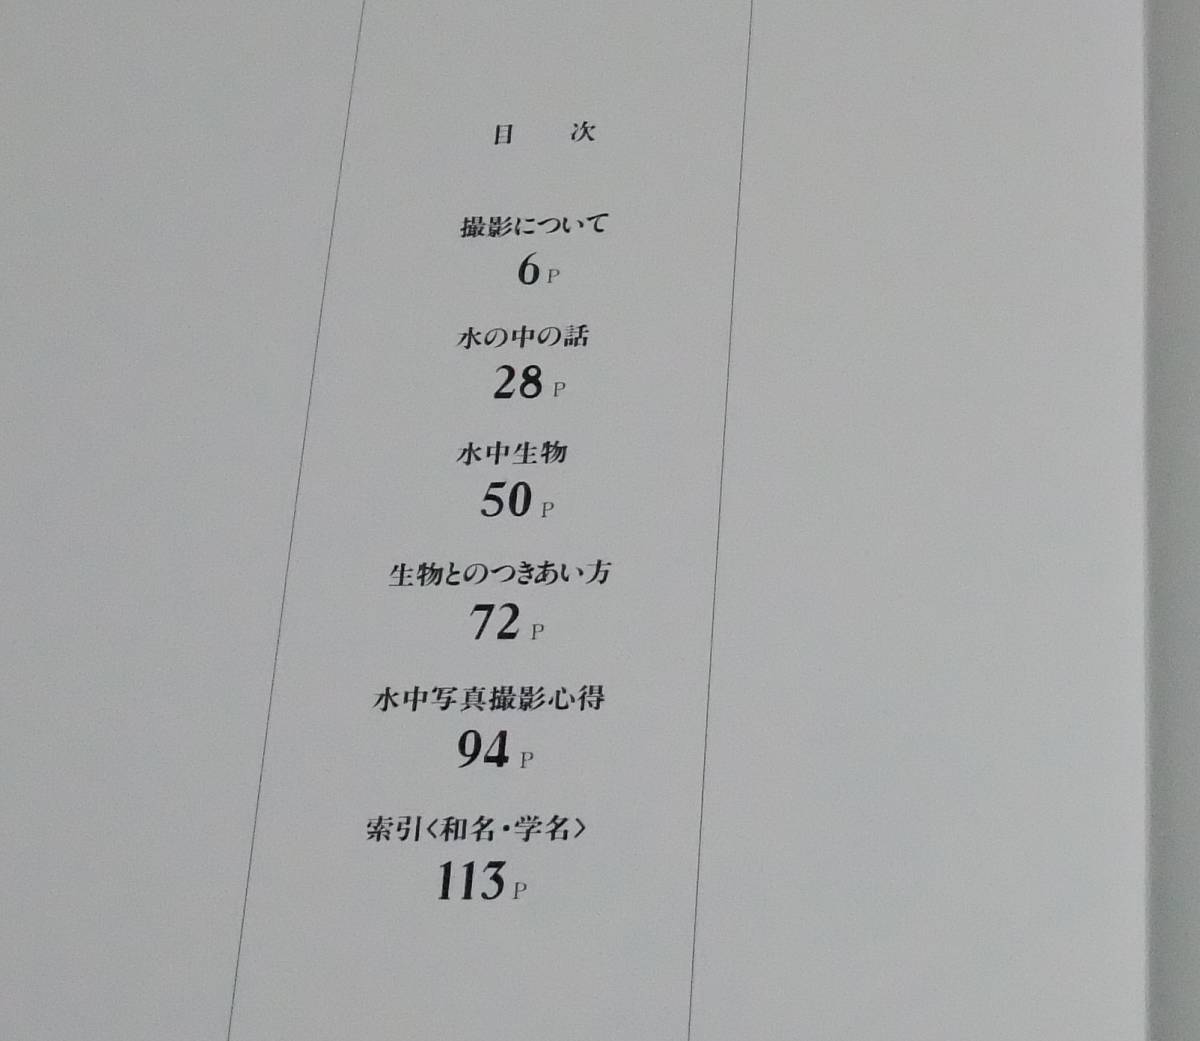 目 次
撮影について
6 P
水の中の話
28 P
水中生物
50 P
生物とのつきあい方
72 P
水中写真撮影心得
94 P
索引〈和名・学名〉
113 P